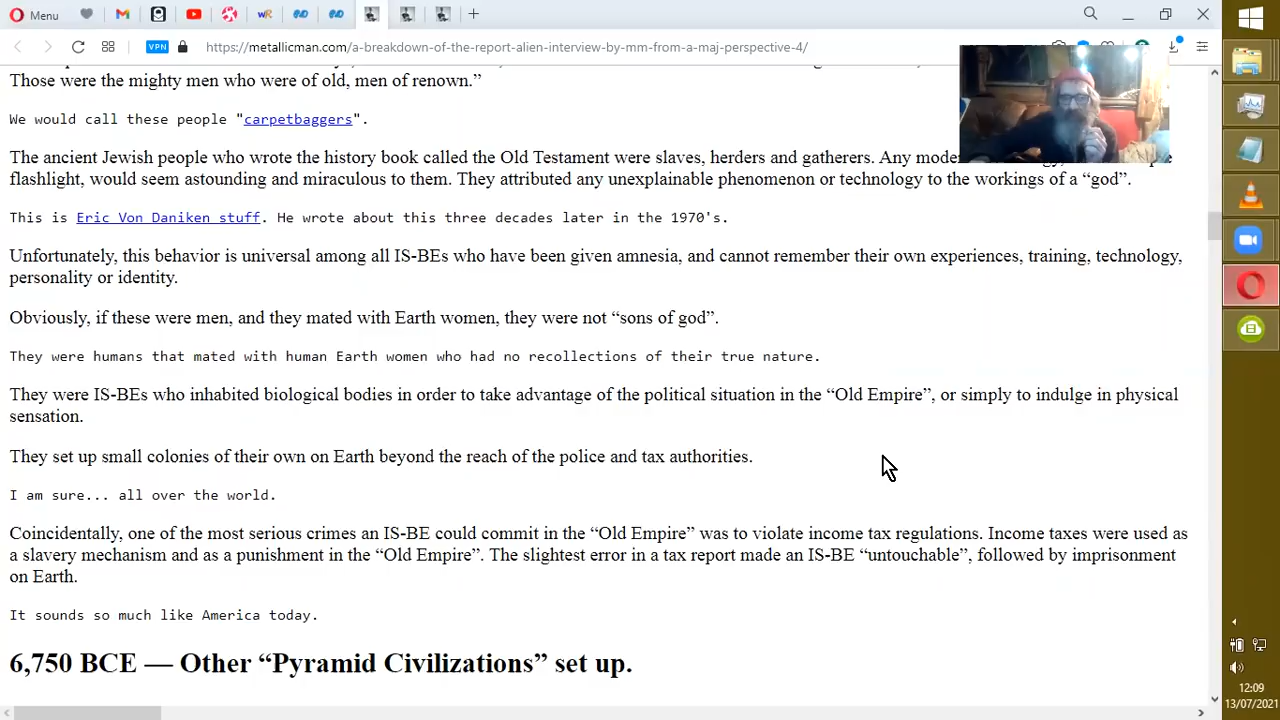 Menu
VPN
https://metallicman.com/a-breakdown-of-the-report-alien-interview-by-mm-from-a-maj-perspective-4/
Those were the mighty men who were of old, men of renown.”
We would call these people "carpetbaggers".
The ancient Jewish people who wrote the history book called the Old Testament were slaves, herders and gatherers. Any
flashlight, would seem astounding and miraculous to them. They attributed any unexplainable phenomenon or technology to the workings of a “god”.
This is Eric Von Daniken stuff. He wrote about this three decades later in the 1970's.
Unfortunately, this behavior is universal among all IS-BEs who have been given amnesia, and cannot remember their own experiences, training, technology,
personality or identity.
Obviously, if these were men, and they mated with Earth women, they were not “sons of god”.
They were humans that mated with human Earth women who had no recollections of their true nature.
They were IS-BEs who inhabited biological bodies in order to take advantage of the political situation in the “Old Empire”, or simply to indulge in physical
sensation.
They set up small colonies of their own on Earth beyond the reach of the police and tax authorities.
I am sure... all over the world.
Coincidentally, one of the most serious crimes an IS-BE could commit in the “Old Empire” was to violate income tax regulations. Income taxes were used as
a slavery mechanism and as a punishment in the “Old Empire”. The slightest error in a tax report made an IS-BE “untouchable”, followed by imprisonment
on Earth.
It sounds so much like America today.
6,750 BCE — Other “Pyramid Civilizations” set up.
12:09
13/07/2021